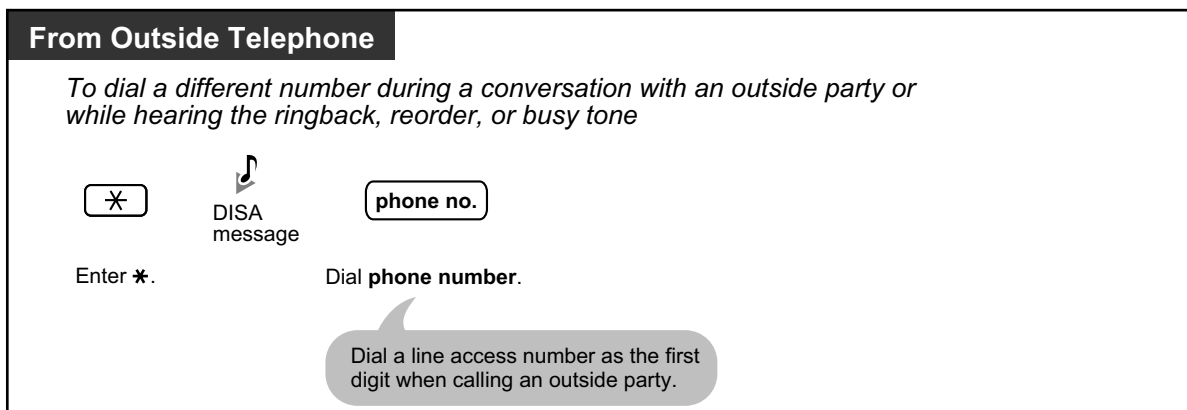 From Outside Telephone
To dial a different number during a conversation with an outside party or
while hearing the ringback, reorder, or busy tone
DISA
message
phone no.
Enter *.
Dial phone number.
Dial a line access number as the first
digit when calling an outside party.